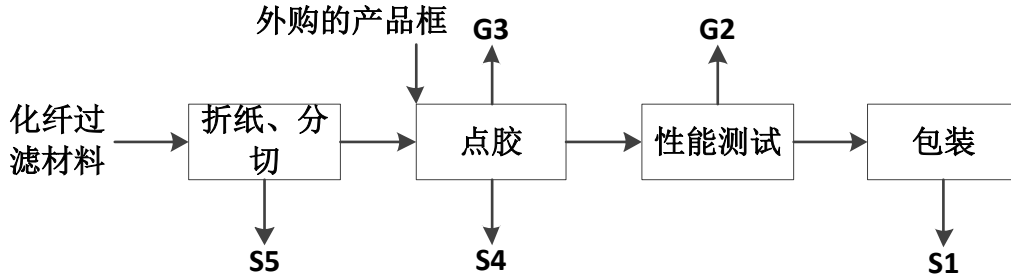 外购的产品框
G3
G2
化纤过
滤材料
折纸、分
切
点胶
性能测试
包装
S5
S4
S1